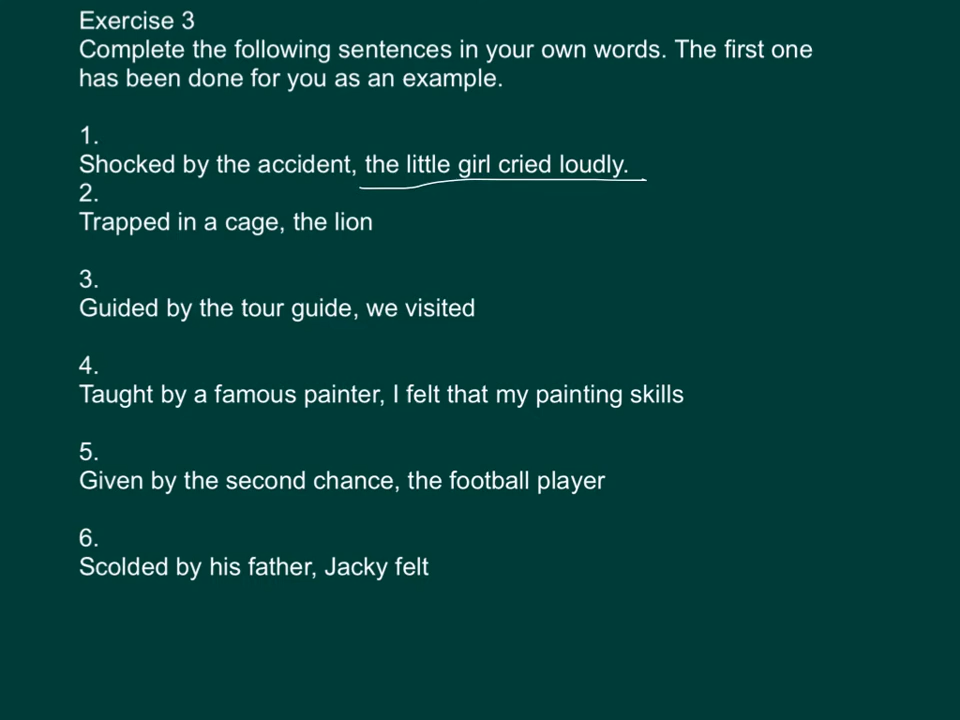 Exercise 3
Complete the following sentences in your own words. The first one
has been done for you as an example.
1.
Shocked by the accident, the little girl cried loudly.
2.
Trapped in a cage, the lion
3.
Guided by the tour guide, we visited
4.
Taught by a famous painter, I felt that my painting skills
5.
Given by the second chance, the football player
6.
Scolded by his father, Jacky felt